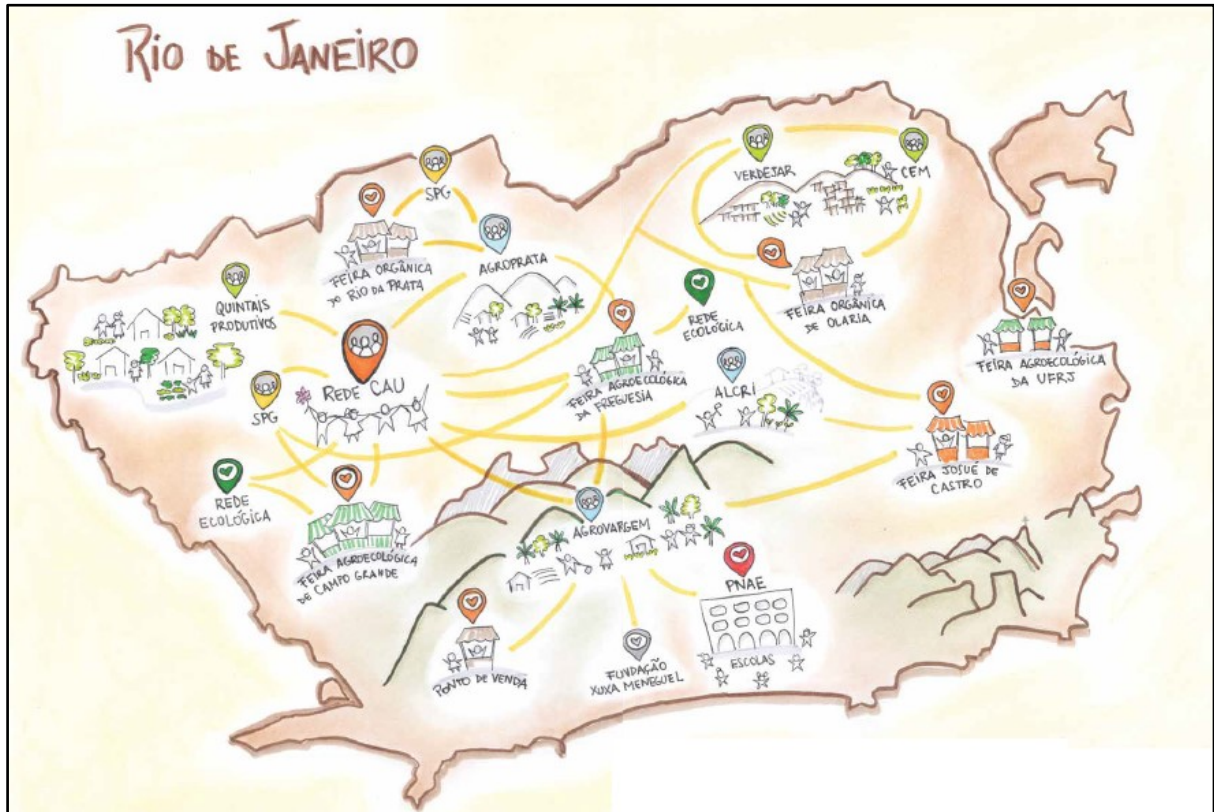 RIO DE JANEIRO
VERDEJAR
CEM
SPG
FEIRA ORGÂNICA
DO RIO DA PRATA
AGROPRATA
QUINTAIS
PRODUTIVOS
REDE
ECOLÓGICA
FEIRA ORGÂNICA
DE OLARIA
FEIRA AGROECOLÓGICA
DA UFRJ
SPG
REDE CAU
FEIRA AGROECOLÓGICA
DA FREGUESIA
ALCRI
FEIRA JOSUÉ DE
CASTRO
REDE
ECOLÓGICA
FEIRA AGROECOLÓGICA
DE CAMPO GRANDE
AGROVARGEM
PNAE
ESCOLAS
PONTO DE VENDA
FUNDAÇÃO
XUXA MENEGUEL